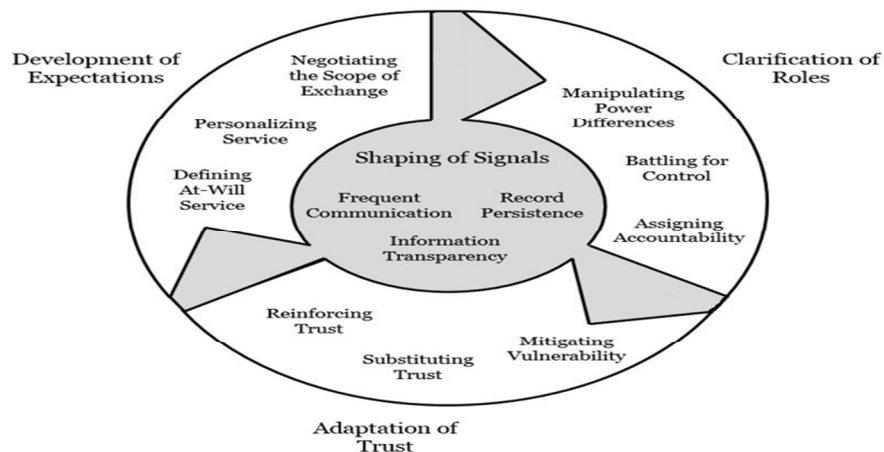 Development of
Expectations
Negotiating
the Scope of
Exchange
Personalizing
Service
Defining
At-Will
Service
Clarification of
Roles
Manipulating
Power
Differences
Battling for
Control
Assigning
Accountability
Shaping of Signals
Frequent
Communication
Record
Persistence
Information
Transparency
Reinforcing
Trust
Substituting
Trust
Mitigating
Vulnerability
Adaptation of
Trust